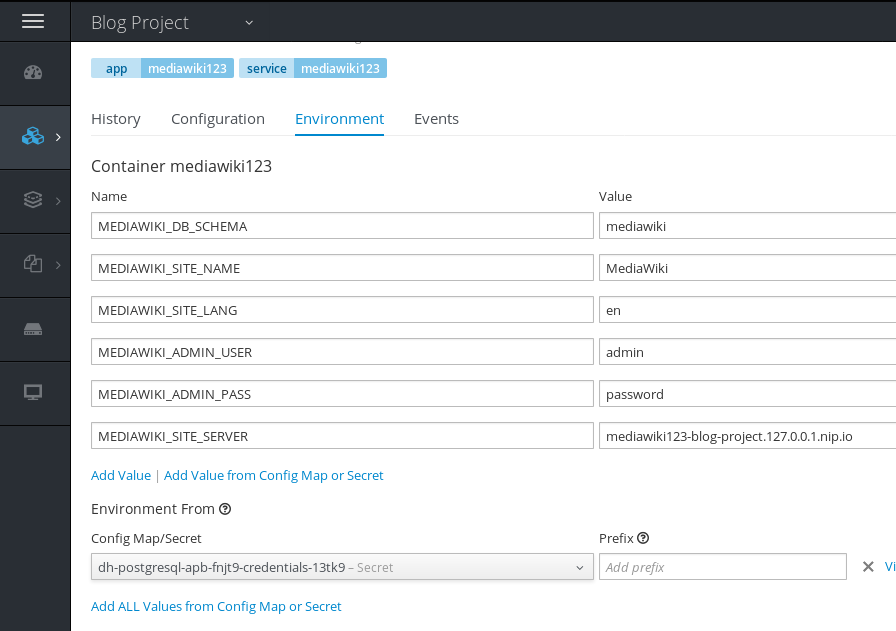 Blog Project
app mediawiki123 service mediawiki123
History Configuration Environment Events
Container mediawiki123
Name Value
MEDIAWIKI_DB_SCHEMA mediawiki
MEDIAWIKI_SITE_NAME MediaWiki
MEDIAWIKI_SITE_LANG en
MEDIAWIKI_ADMIN_USER admin
MEDIAWIKI_ADMIN_PASS password
MEDIAWIKI_SITE_SERVER mediawiki123-blog-project.127.0.0.1.nip.io
Add Value | Add Value from Config Map or Secret
Environment From
Config Map/Secret Prefix
dh-postgresql-apb-fnjt9-credentials-13tk9 – Secret Add prefix
Add ALL Values from Config Map or Secret